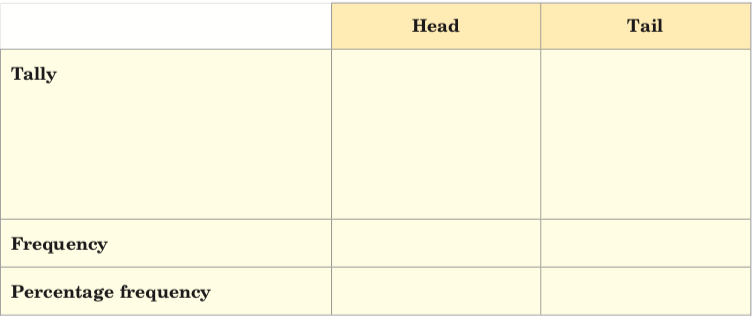 Head Tail
Tally
Frequency
Percentage frequency